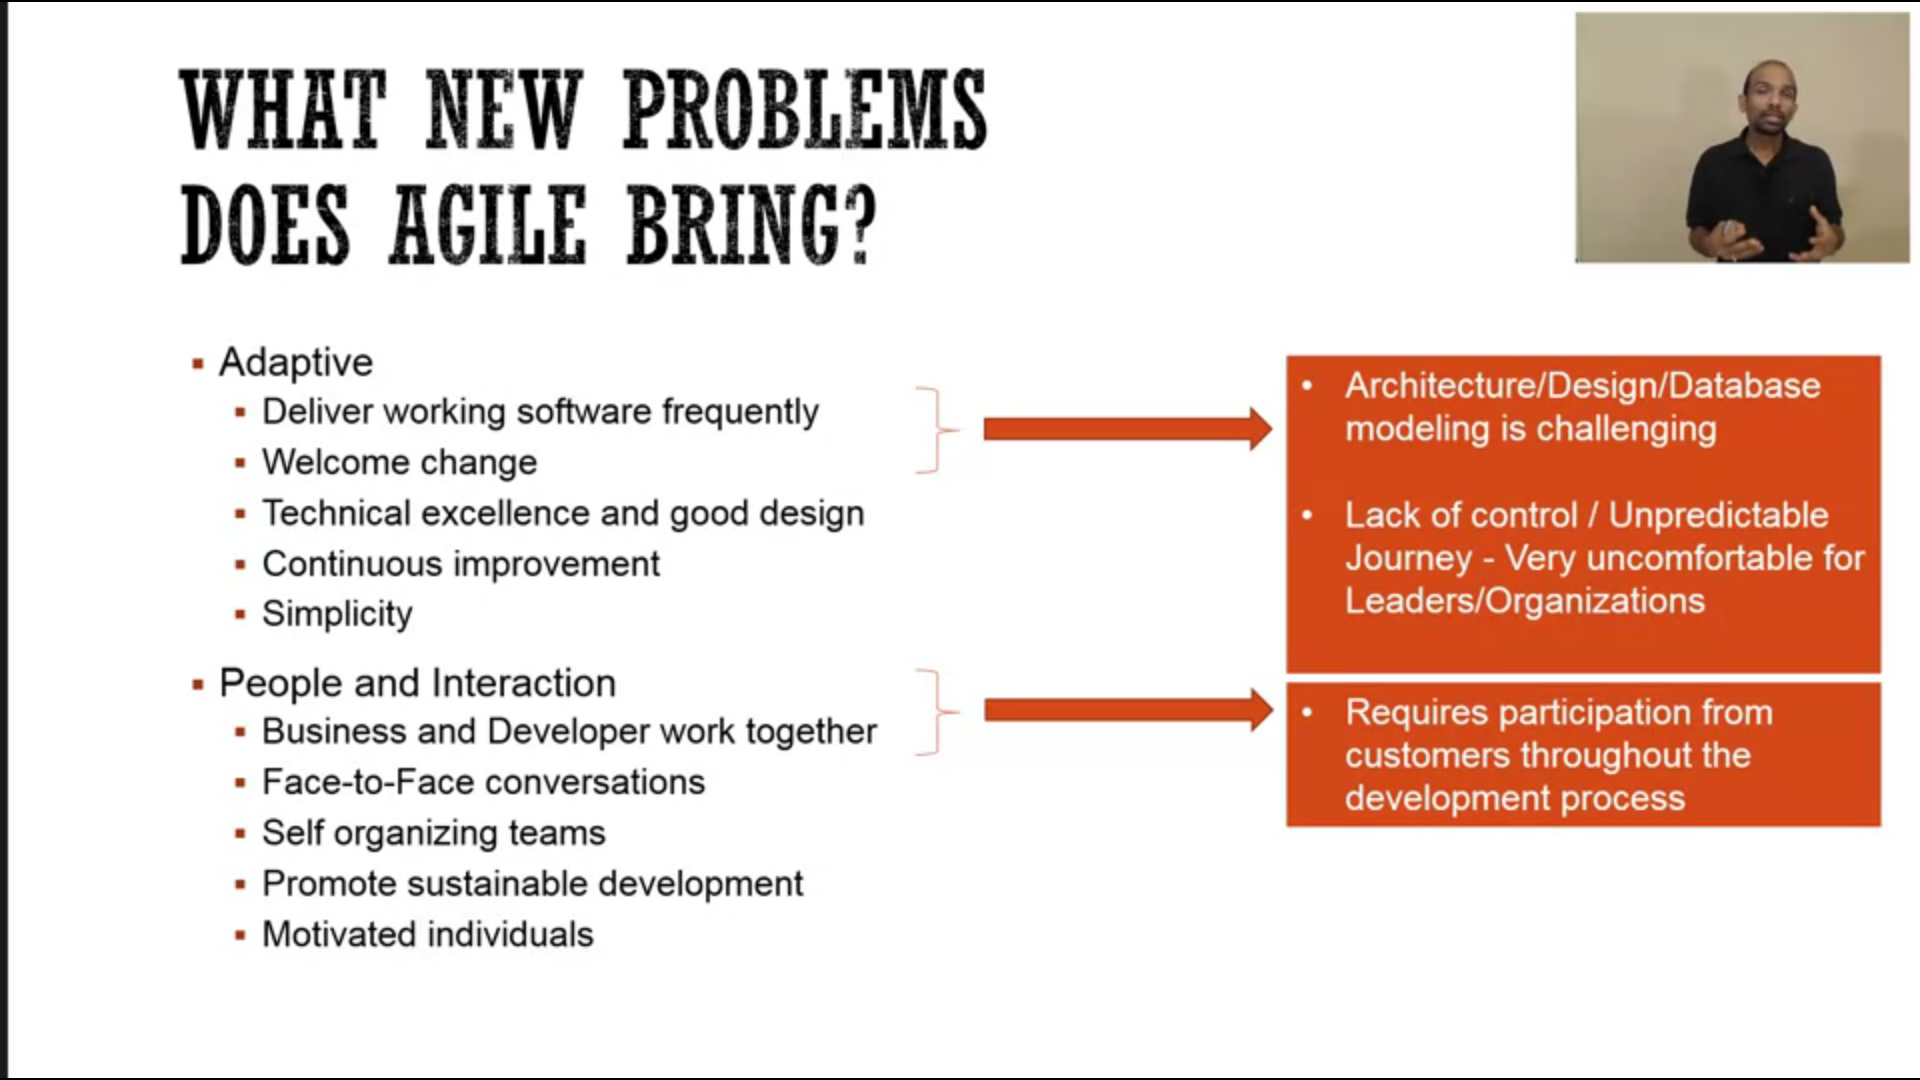 WHAT NEW PROBLEMS
DOES AGILE BRING?
Adaptive
Deliver working software frequently
Welcome change
Technical excellence and good design
Continuous improvement
Simplicity
People and Interaction
Business and Developer work together
Face-to-Face conversations
Self organizing teams
Promote sustainable development
Motivated individuals
Architecture/Design/Database
modeling is challenging
Lack of control / Unpredictable
Journey - Very uncomfortable for
Leaders/Organizations
Requires participation from
customers throughout the
development process